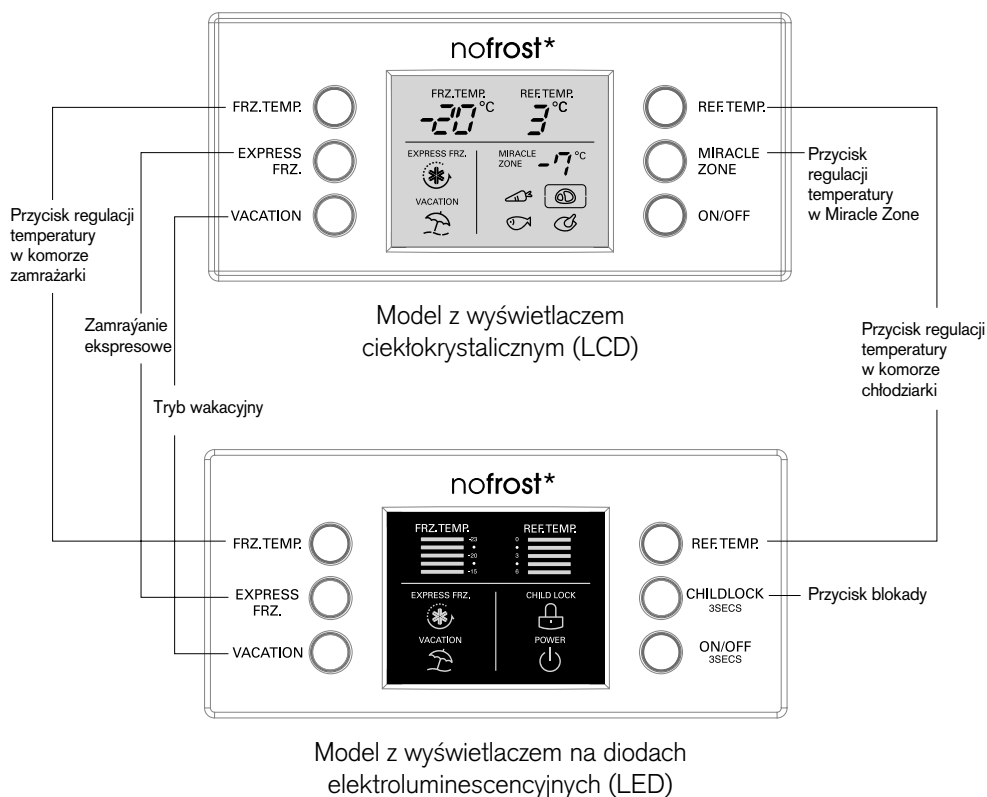 nofrost*
FRZ.TEMP.
EXPRESS
FRZ.
VACATION
FRZ.TEMP. REF.TEMP.
-20 °C 3 °C
EXPRESS FRZ.
MIRACLE
ZONE -7 °C
VACATION
REF.TEMP.
MIRACLE
ZONE
ON/OFF
Przycisk regulacji
temperatury
w komorze
zamrażarki
Przycisk
regulacji
temperatury
w Miracle Zone
Model z wyświetlaczem
ciekłokrystalicznym (LCD)
Zamraýanie
ekspresowe
Tryb wakacyjny
Przycisk regulacji
temperatury
w komorze
chłodziarki
nofrost*
FRZ.TEMP.
EXPRESS
FRZ.
VACATION
FRZ.TEMP. REF.TEMP.
-23 0
-20 3
-15 6
EXPRESS FRZ. CHILD LOCK
VACATION POWER
REF.TEMP.
CHILDLOCK
3SECS
ON/OFF
3SECS
Przycisk blokady
Model z wyświetlaczem na diodach
elektroluminescencyjnych (LED)